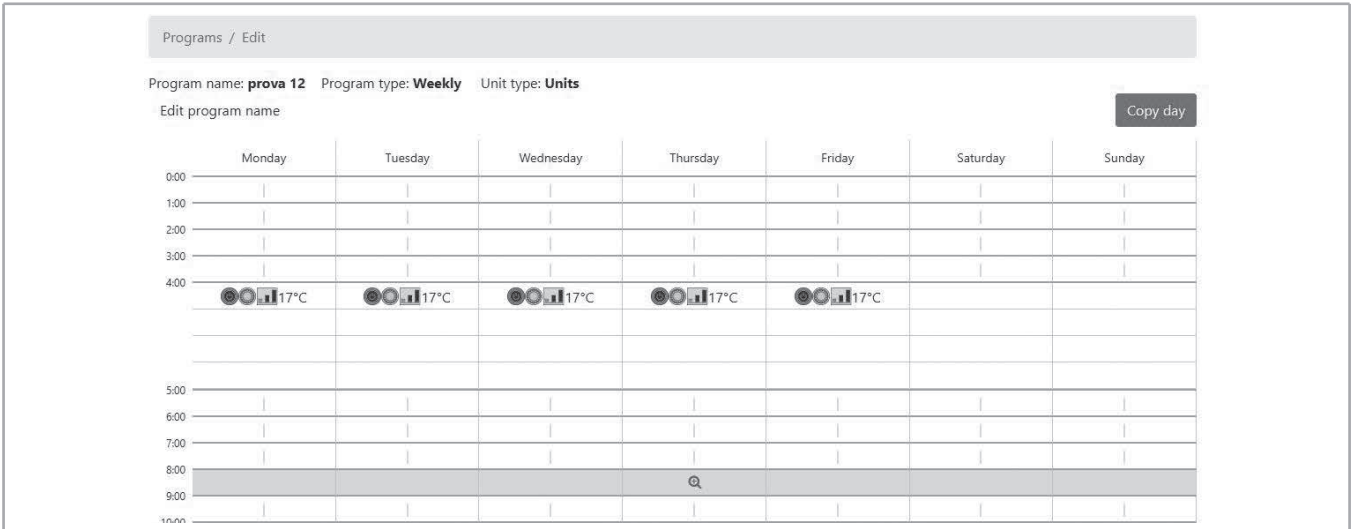 Programs / Edit
Program name: prova 12 Program type: Weekly Unit type: Units
Edit program name
Copy day
Monday Tuesday Wednesday Thursday Friday Saturday Sunday
0:00
1:00
2:00
3:00
4:00
17°C 17°C 17°C 17°C 17°C
5:00
6:00
7:00
8:00
9:00
10:00